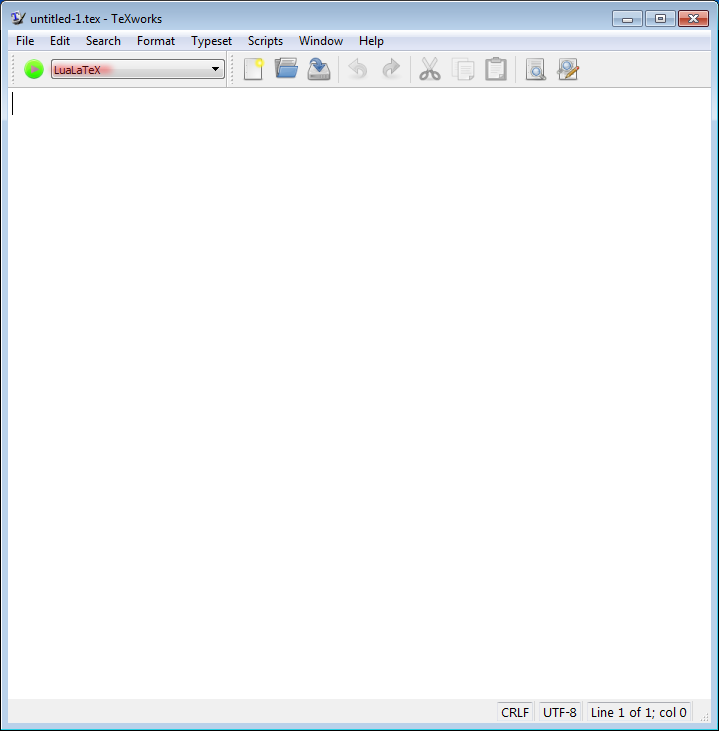 untitled-1.tex - TeXworks
File Edit Search Format Typeset Scripts Window Help
LuaLaTeX
CRLF UTF-8 Line 1 of 1; col 0